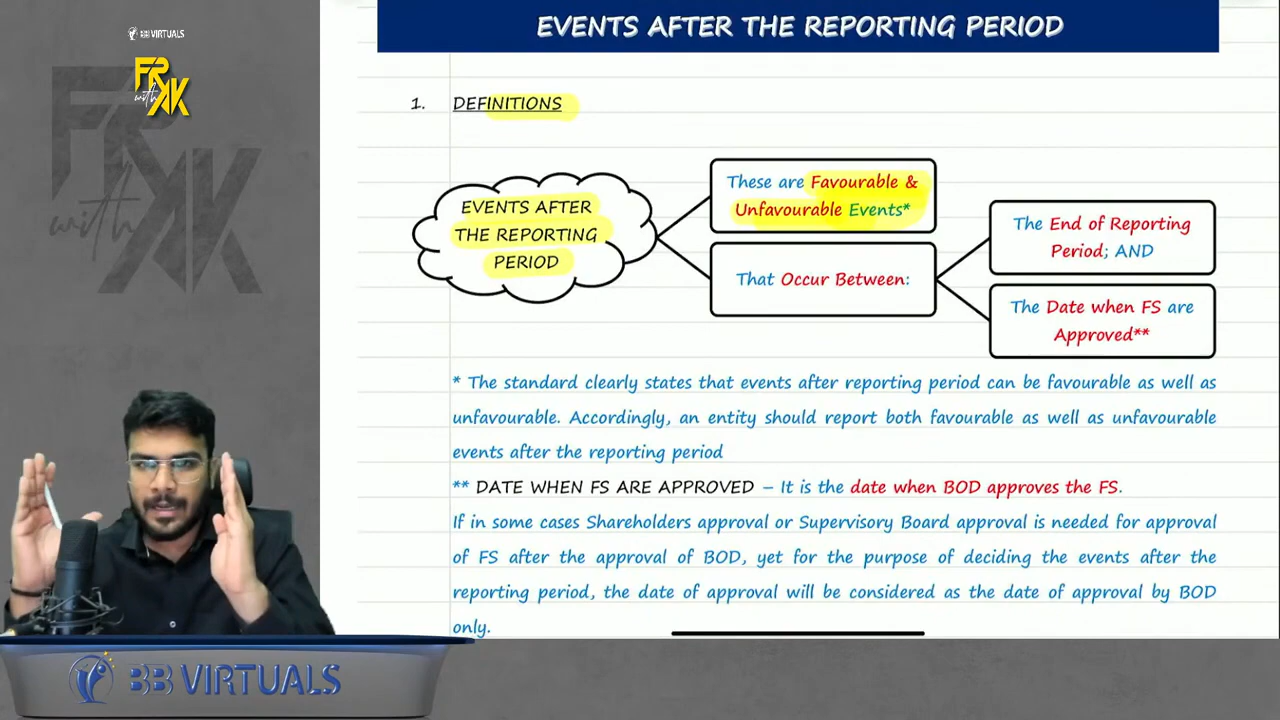 BB VIRTUALS
FR
with AK
FR
with AK
EVENTS AFTER THE REPORTING PERIOD
1. DEFINITIONS
EVENTS AFTER
THE REPORTING
PERIOD
These are Favourable &
Unfavourable Events*
That Occur Between:
The End of Reporting
Period; AND
The Date when FS are
Approved**
* The standard clearly states that events after reporting period can be favourable as well as
unfavourable. Accordingly, an entity should report both favourable as well as unfavourable
events after the reporting period
** DATE WHEN FS ARE APPROVED – It is the date when BOD approves the FS.
If in some cases Shareholders approval or Supervisory Board approval is needed for approval
of FS after the approval of BOD, yet for the purpose of deciding the events after the
reporting period, the date of approval will be considered as the date of approval by BOD
only.
BB VIRTUALS